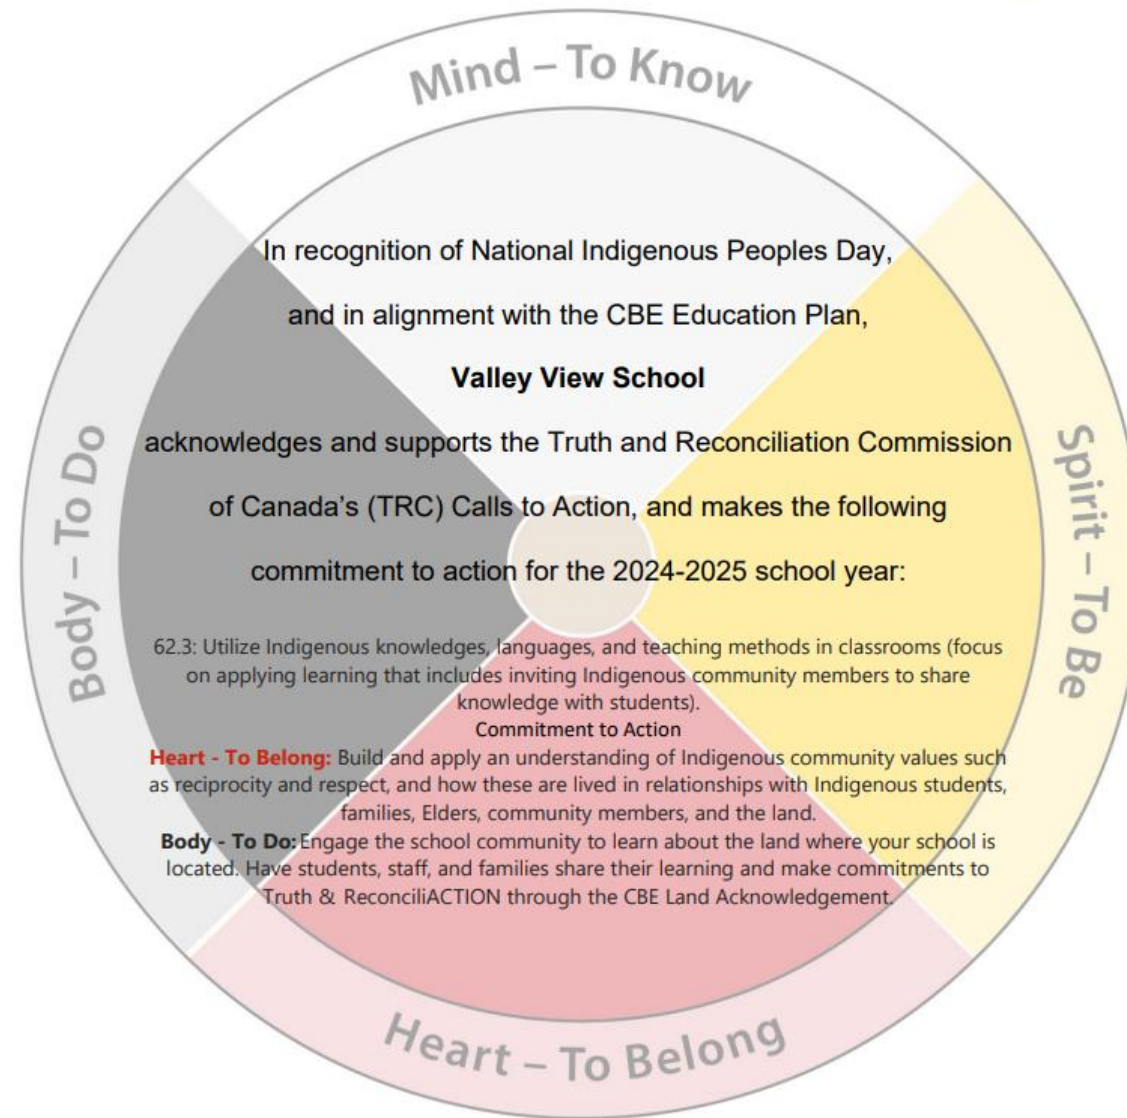 Mind – To Know
In recognition of National Indigenous Peoples Day,
and in alignment with the CBE Education Plan,
Valley View School
acknowledges and supports the Truth and Reconciliation Commission
of Canada's (TRC) Calls to Action, and makes the following
commitment to action for the 2024-2025 school year:
62.3: Utilize Indigenous knowledges, languages, and teaching methods in classrooms (focus
on applying learning that includes inviting Indigenous community members to share
knowledge with students).
Commitment to Action
Heart - To Belong: Build and apply an understanding of Indigenous community values such
as reciprocity and respect, and how these are lived in relationships with Indigenous students,
families, Elders, community members, and the land.
Body - To Do: Engage the school community to learn about the land where your school is
located. Have students, staff, and families share their learning and make commitments to
Truth & ReconciliACTION through the CBE Land Acknowledgement.
Body – To Do
Spirit – To Be
Heart – To Belong